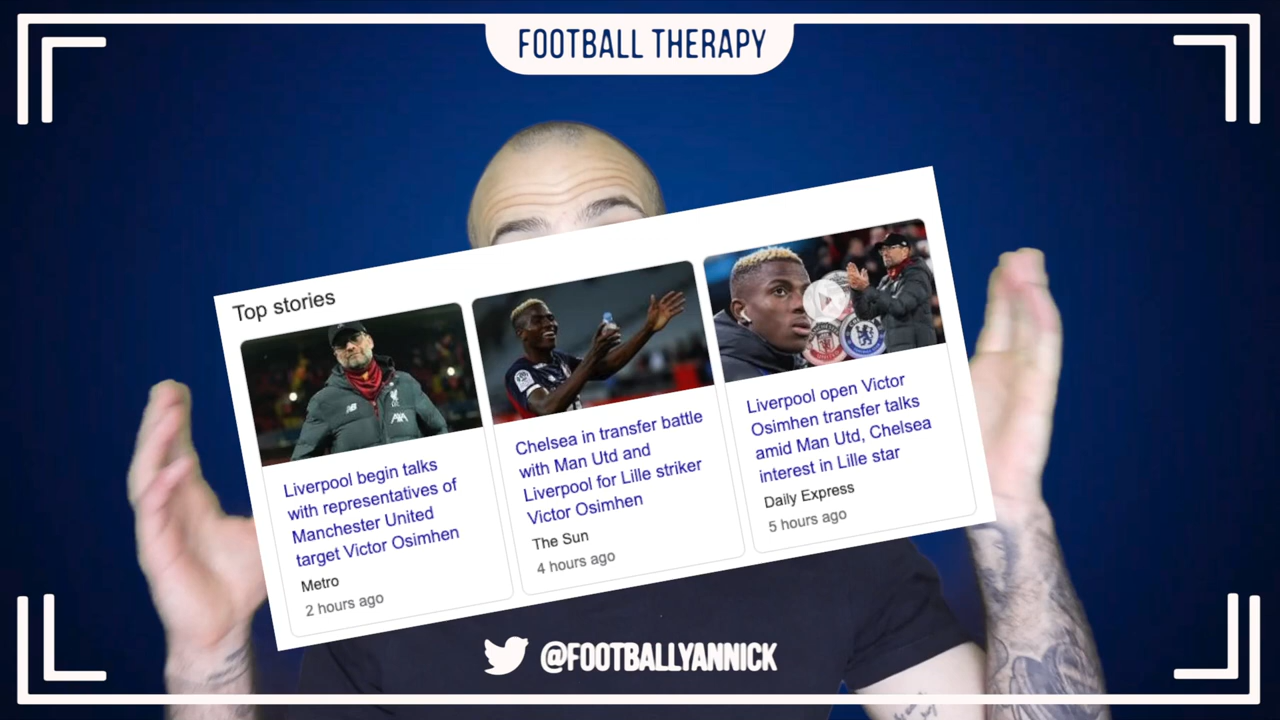 FOOTBALL THERAPY
Top stories
Liverpool begin talks
with representatives of
Manchester United
target Victor Osimhen
Metro
2 hours ago
Chelsea in transfer battle
with Man Utd and
Liverpool for Lille striker
Victor Osimhen
The Sun
4 hours ago
Liverpool open Victor
Osimhen transfer talks
amid Man Utd, Chelsea
interest in Lille star
Daily Express
5 hours ago
@FOOTBALLYANNICK